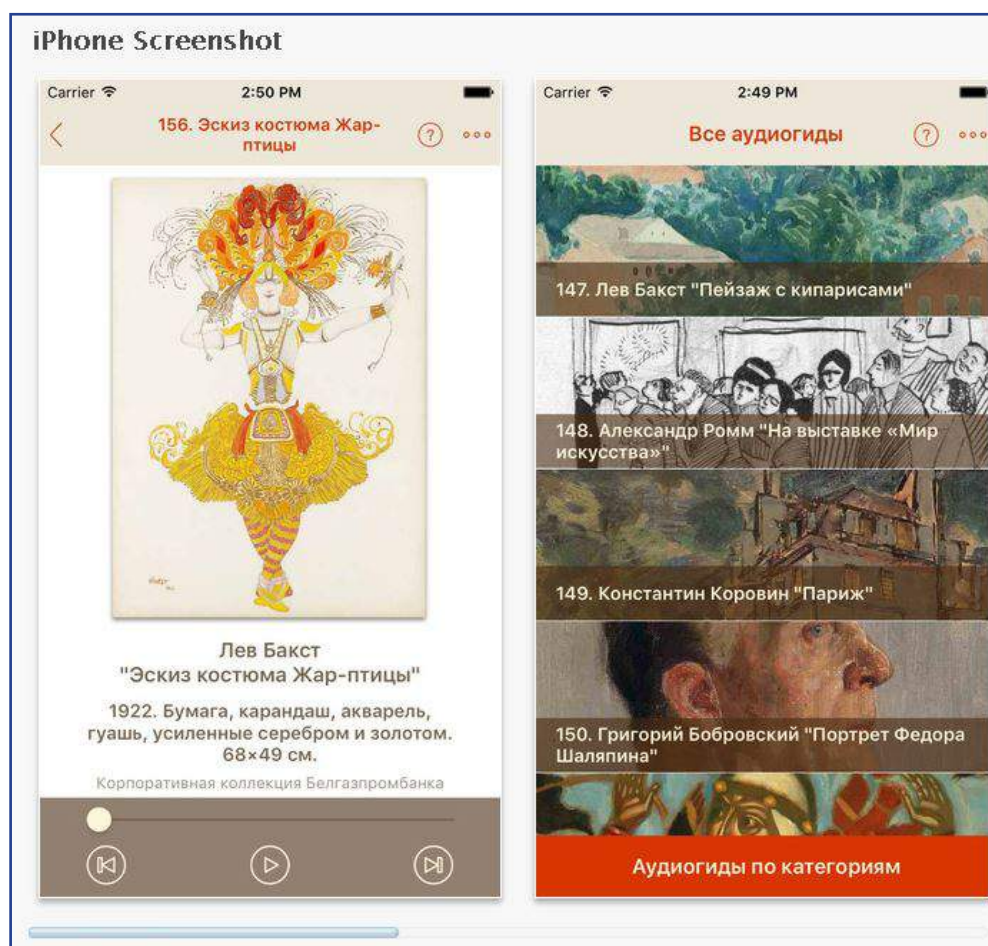 iPhone Screenshot
Carrier
2:50 PM
156. Эскиз костюма Жар-
птицы
?
Лев Бакст
"Эскиз костюма Жар-птицы"
1922. Бумага, карандаш, акварель,
гуашь, усиленные серебром и золотом.
68×49 см.
Корпоративная коллекция Белгазпромбанка
Carrier
2:49 PM
Все аудиогиды
?
147. Лев Бакст "Пейзаж с кипарисами"
148. Александр Ромм "На выставке «Мир
искусства»"
149. Константин Коровин "Париж"
150. Григорий Бобровский "Портрет Федора
Шаляпина"
Аудиогиды по категориям